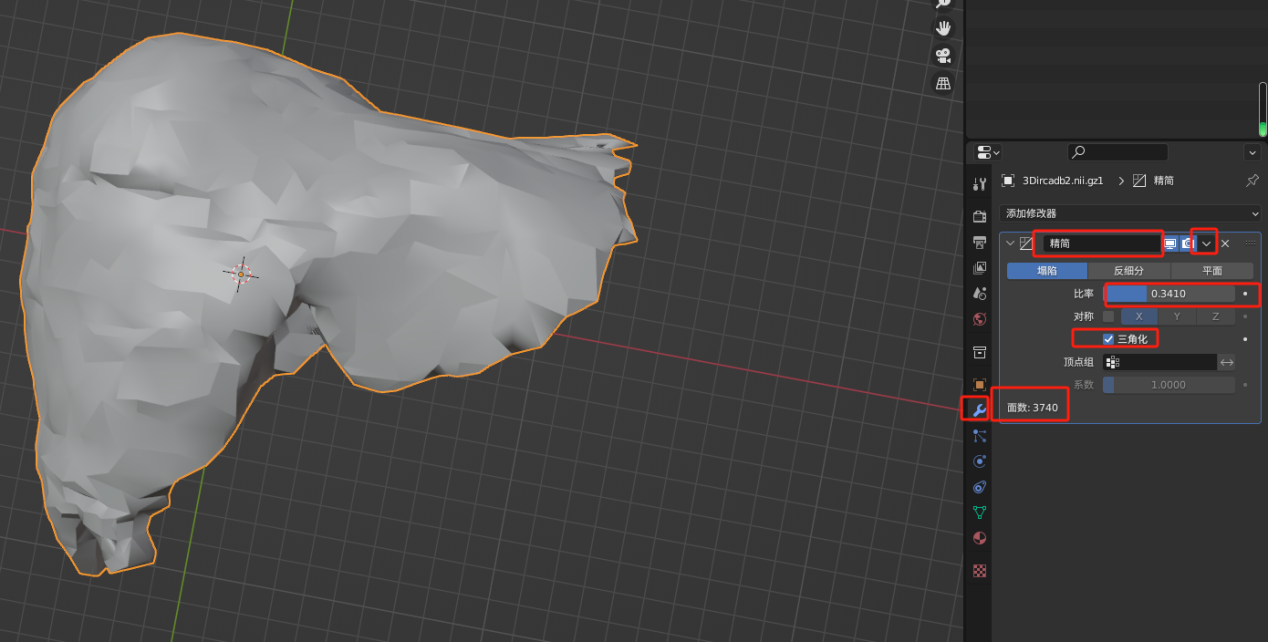 3Dircadb2.nii.gz1 > 精简
添加修改器
精简
塌陷 反细分 平面
比率 0.3410
对称 X Y Z
三角化
顶点组
系数 1.0000
面数: 3740